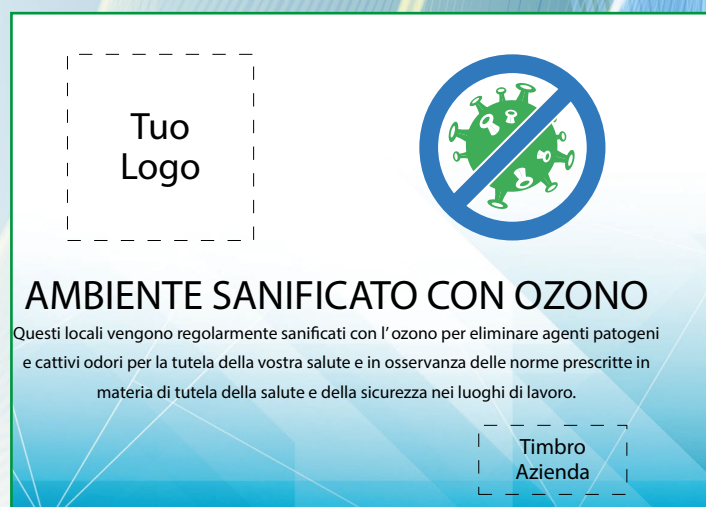 Tuo
Logo
AMBIENTE SANIFICATO CON OZONO
Questi locali vengono regolarmente sanificati con l'ozono per eliminare agenti patogeni
e cattivi odori per la tutela della vostra salute e in osservanza delle norme prescritte in
materia di tutela della salute e della sicurezza nei luoghi di lavoro.
Timbro
Azienda